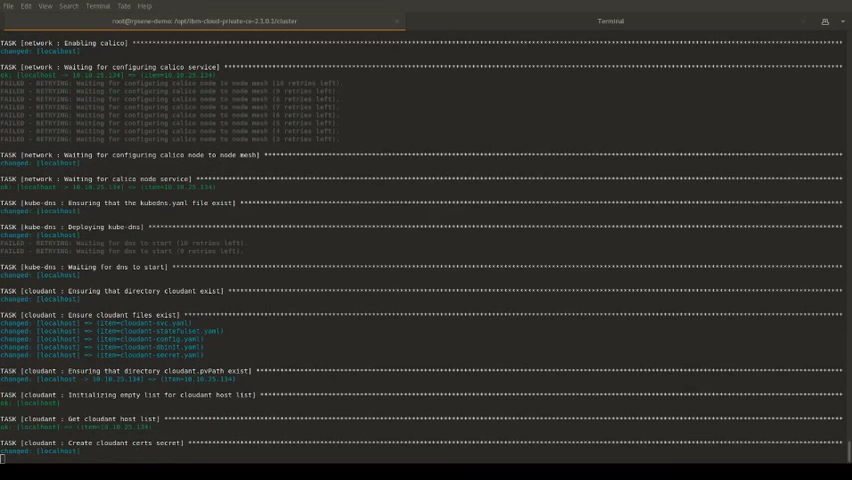 File Edit View Search Terminal Tabs Help
root@rpsene-demo: /opt/ibm-cloud-private-ce-2.1.0.1/cluster
Terminal
TASK [network : Enabling calico] ****
changed: [localhost]
TASK [network : Waiting for configuring calico service] ****
ok: [localhost -> 10.10.25.134] => (item=10.10.25.134)
FAILED - RETRYING: Waiting for configuring calico node to node mesh (10 retries left).
FAILED - RETRYING: Waiting for configuring calico node to node mesh (9 retries left).
FAILED - RETRYING: Waiting for configuring calico node to node mesh (8 retries left).
FAILED - RETRYING: Waiting for configuring calico node to node mesh (7 retries left).
FAILED - RETRYING: Waiting for configuring calico node to node mesh (6 retries left).
FAILED - RETRYING: Waiting for configuring calico node to node mesh (5 retries left).
FAILED - RETRYING: Waiting for configuring calico node to node mesh (4 retries left).
FAILED - RETRYING: Waiting for configuring calico node to node mesh (3 retries left).
TASK [network : Waiting for configuring calico node to node mesh] ****
changed: [localhost]
TASK [network : Waiting for calico node service] ****
ok: [localhost -> 10.10.25.134] => (item=10.10.25.134)
TASK [kube-dns : Ensuring that the kubedns.yaml file exist] ****
changed: [localhost]
TASK [kube-dns : Deploying kube-dns] ****
changed: [localhost]
FAILED - RETRYING: Waiting for dns to start (10 retries left).
FAILED - RETRYING: Waiting for dns to start (9 retries left).
TASK [kube-dns : Waiting for dns to start] ****
changed: [localhost]
TASK [cloudant : Ensuring that directory cloudant exist] ****
changed: [localhost]
TASK [cloudant : Ensure cloudant files exist] ****
changed: [localhost] => (item=cloudant-svc.yaml)
changed: [localhost] => (item=cloudant-statefulset.yaml)
changed: [localhost] => (item=cloudant-config.yaml)
changed: [localhost] => (item=cloudant-dbinit.yaml)
changed: [localhost] => (item=cloudant-secret.yaml)
TASK [cloudant : Ensuring that directory cloudant.pvPath exist] ****
changed: [localhost -> 10.10.25.134] => (item=10.10.25.134)
TASK [cloudant : Initializing empty list for cloudant host list] ****
ok: [localhost]
TASK [cloudant : Get cloudant host list] ****
ok: [localhost] => (item=10.10.25.134)
TASK [cloudant : Create cloudant certs secret] ****
changed: [localhost]